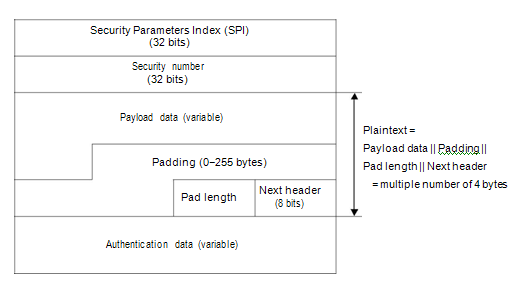 Security Parameters Index (SPI)
(32 bits)
Security number
(32 bits)
Payload data (variable)
Padding (0–255 bytes)
Pad length
Next header
(8 bits)
Authentication data (variable)
Plaintext =
Payload data || Padding ||
Pad length || Next header
= multiple number of 4 bytes